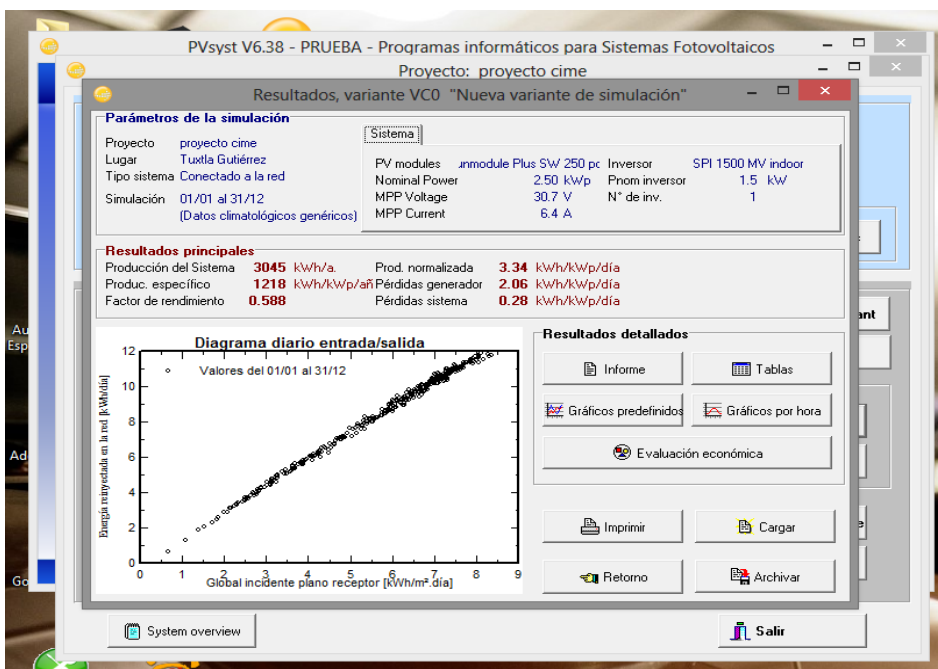 PVsyst V6.38 - PRUEBA - Programas informáticos para Sistemas Fotovoltaicos
Proyecto: proyecto cime
Resultados, variante VC0 "Nueva variante de simulación"
Parámetros de la simulación
Proyecto proyecto cime
Lugar Tuxtla Gutiérrez
Tipo sistema Conectado a la red
Simulación 01/01 al 31/12
(Datos climatológicos genéricos)
Sistema
PV modules Plus SW 250 Inversor SPI 1500 MV indoor
Nominal Power 2.50 kWp Pnom inversor 1.5 kW
MPP Voltage 30.7 V N° de inv. 1
MPP Current 6.4 A
Resultados principales
Producción del Sistema 3045 kWh/a. Prod. normalizada 3.34 kWh/kWp/día
Produc. específico 1218 kWh/kWp/añ Pérdidas generador 2.06 kWh/kWp/día
Factor de rendimiento 0.588 Pérdidas sistema 0.28 kWh/kWp/día
Diagrama diario entrada/salida
Valores del 01/01 al 31/12
Energía reinyectada en la red [kWh/día]
12
10
8
6
4
2
0
0 1 2 3 4 5 6 7 8 9
Global incidente plano receptor [kWh/m².día]
Resultados detallados
Informe
Tablas
Gráficos predefinidos
Gráficos por hora
Evaluación económica
Imprimir
Cargar
Retorno
Archivar
System overview
Salir
Au
Esp
Ad
Go
ant